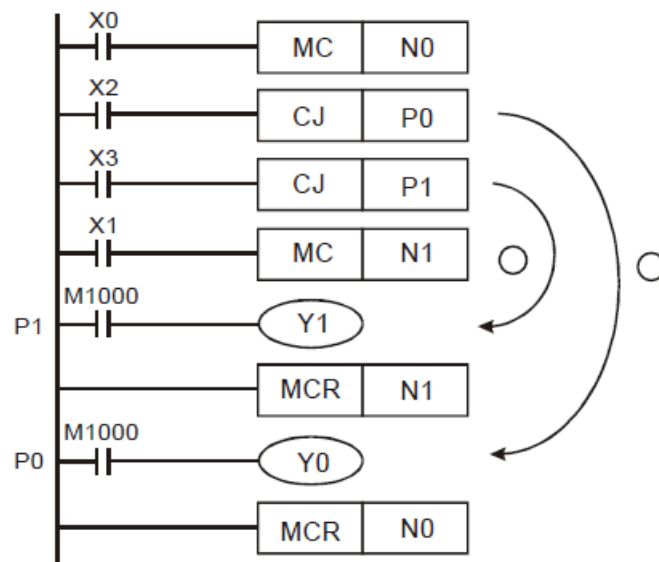 X0
MC N0
X2
CJ P0
X3
CJ P1
X1
MC N1
M1000
P1 Y1
MCR N1
M1000
P0 Y0
MCR N0